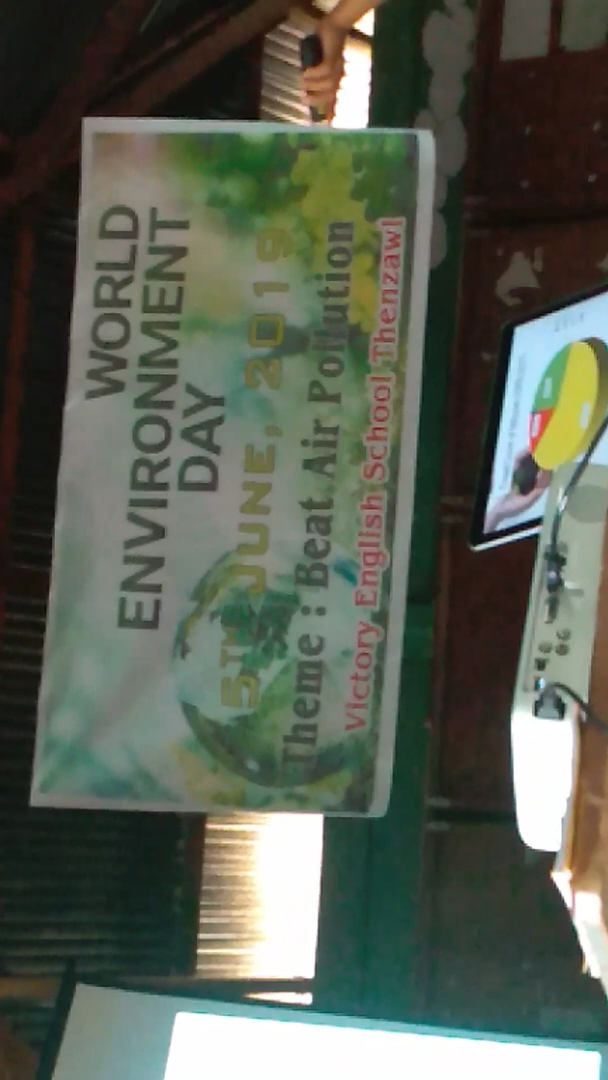 WORLD
ENVIRONMENT
DAY
5TH JUNE, 2019
Theme : Beat Air Pollution
Victory English School Thenzawl